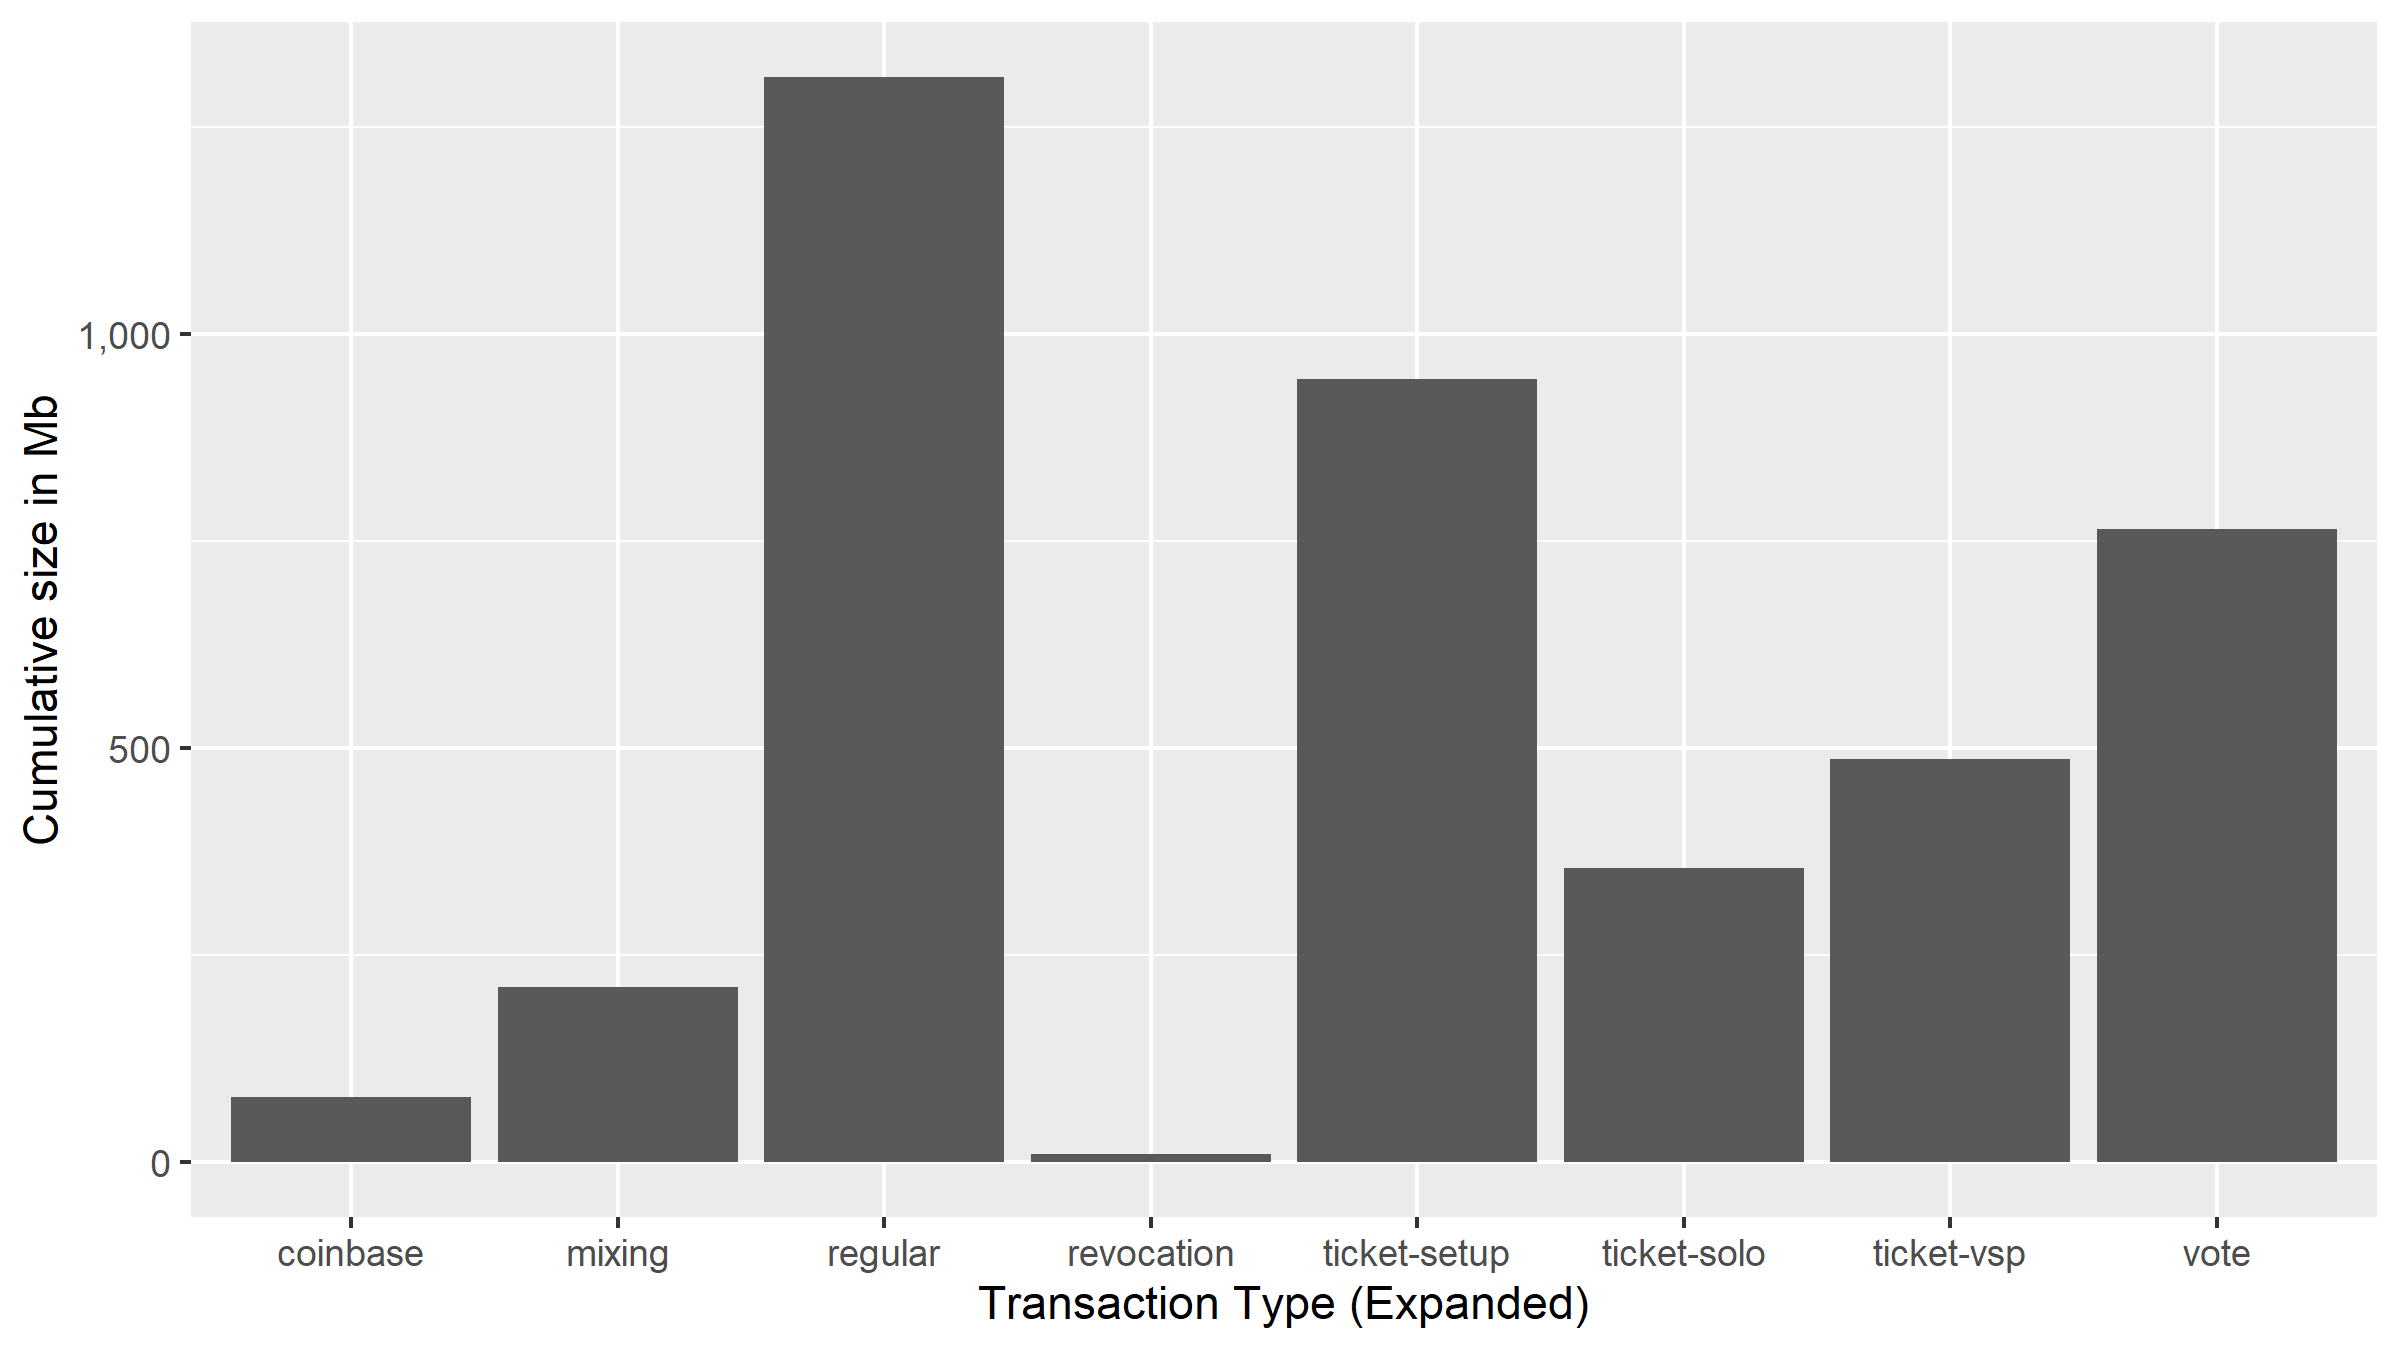 Cumulative size in Mb
1,000
500
0
coinbase mixing regular revocation ticket-setup ticket-solo ticket-vsp vote
Transaction Type (Expanded)